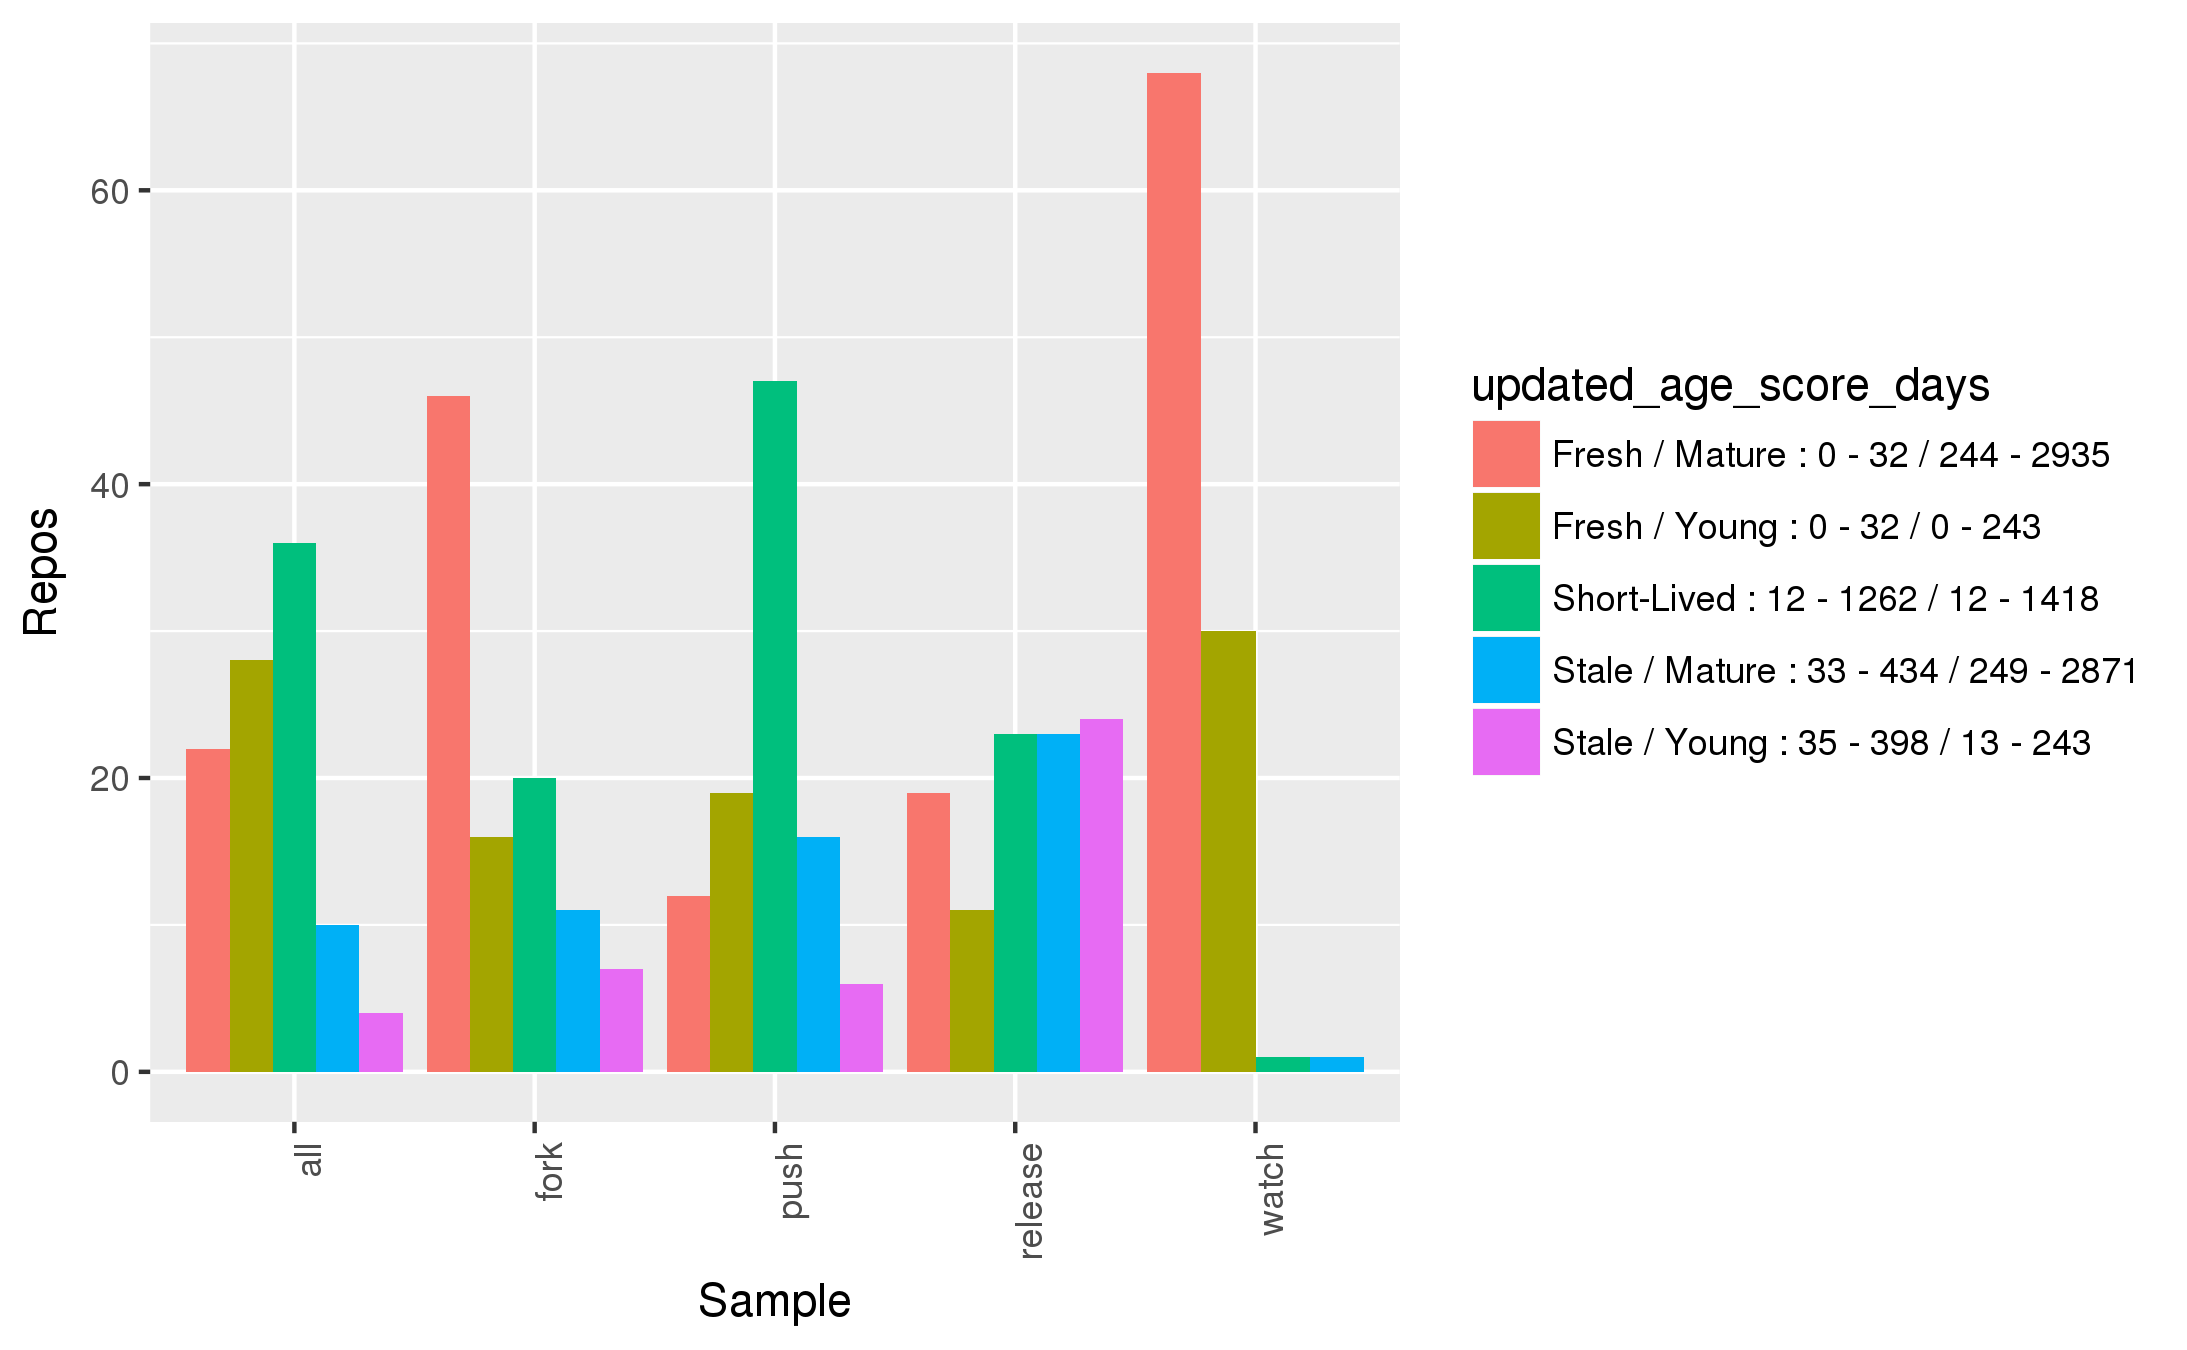 60
40
20
0
Repos
all
fork
push
release
watch
Sample
updated_age_score_days
Fresh / Mature : 0 - 32 / 244 - 2935
Fresh / Young : 0 - 32 / 0 - 243
Short-Lived : 12 - 1262 / 12 - 1418
Stale / Mature : 33 - 434 / 249 - 2871
Stale / Young : 35 - 398 / 13 - 243